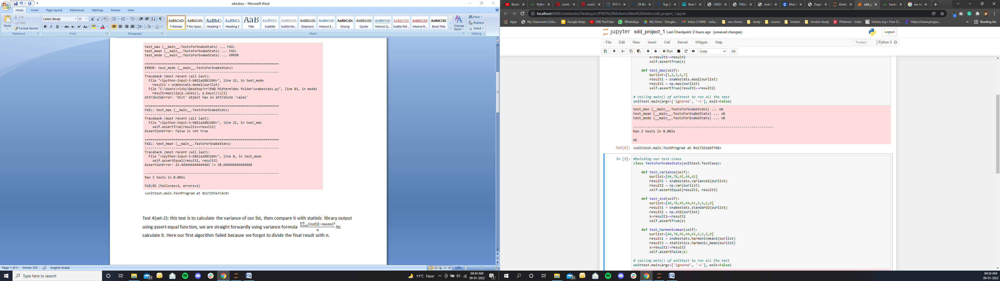 sdd.docx - Microsoft Word
Home Insert Page Layout References Mailings Review View
Paste
Cut
Copy
Format Painter
Clipboard
Calibri (Body) 11
Font
Paragraph
AaBbCcDc AaBbCcDc AaBbCc AaBbCc AaB AaBbCc. AaBbCcDc AaBbCcDc AaBbCcDc AaBbCcDc AaBbCcDc AaBbCcDc AaBbCcDc AaBbCcDc AaBbCcDc
¶ Normal ¶ No Spaci... Heading 1 Heading 2 Title Subtitle Subtle Em... Emphasis Intense E... Strong Quote Intense Q... Subtle Ref... Intense R... Book Title
Change Styles
Styles
Find
Replace
Select
Editing
test_max (__main__.TestsForSnakeStats) ... FAIL
test_mean (__main__.TestsForSnakeStats) ... FAIL
test_mode (__main__.TestsForSnakeStats) ... ERROR
======================================================================
ERROR: test_mode (__main__.TestsForSnakeStats)
----------------------------------------------------------------------
Traceback (most recent call last):
File "<ipython-input-5-b021a2883284>", line 12, in test_mode
result1 = snakestats.mode1(ourlist)
File "C:\Users\rishy\Desktop\rr\PWD Midterm\New folder\snakestats.py", line 81, in mode1
result=max(zip(p.vales(), p.keys()))[1]
AttributeError: 'dict' object has no attribute 'vales'
======================================================================
FAIL: test_max (__main__.TestsForSnakeStats)
----------------------------------------------------------------------
Traceback (most recent call last):
File "<ipython-input-5-b021a2883284>", line 21, in test_max
self.assertTrue(result1==result2)
AssertionError: False is not true
======================================================================
FAIL: test_mean (__main__.TestsForSnakeStats)
----------------------------------------------------------------------
Traceback (most recent call last):
File "<ipython-input-5-b021a2883284>", line 8, in test_mean
self.assertEqual(result1, result2)
AssertionError: 23.444444444444443 != 30.666666666666668
----------------------------------------------------------------------
Ran 3 tests in 0.005s
FAILED (failures=2, errors=1)
<unittest.main.TestProgram at 0x17193a7c4c8>
Test 4(set-2): this test is to calculate the variance of our list, then compare it with statistic library output
using assert-equal function, we are straight forwardly using variance formula ∑ⁿᵢ₌₀(list[i]−mean)²/n to
calculate it. Here our first algorithm failed because we forgot to divide the final result with n.
Page: 1 of 3 Words: 535 English (India) 130%
Type here to search 33 11°C Haze 04:34 AM
09-01-2022
Blocku Python comb comb 915 M 29 Be Top 2 Best M CM20 1NGm mid-t Mid-t Zwgs Deskt sdd_p harm we re
localhost:8888/notebooks/Desktop/rr/PWD%20Midterm/New%20folder/sdd_project_1.ipynb
Apps My Classroom | Edu... Google Keep (58) YouTube WhatsApp My Drive - Google... Inbox (1,694) - rishy... our choice study course london london study Pinterest - India lichess.org • Free O... https://www.progra... » Reading list
jupyter sdd_project_1 Last Checkpoint: 2 hours ago (unsaved changes) Logout
File Edit View Insert Cell Kernel Widgets Help Trusted Python 3
Run Code
x=result1==result2
self.assertTrue(x)
def test_max(self):
ourlist=[1,2,3,4,7]
result1 = snakestats.max2(ourlist)
result2 = np.max(ourlist)
self.assertTrue(result1==result2)
# calling main() of unittest to run all the test
unittest.main(argv=['ignored', '-v'], exit=False)
test_max (__main__.TestsForSnakeStats) ... ok
test_mean (__main__.TestsForSnakeStats) ... ok
test_mode (__main__.TestsForSnakeStats) ... ok
----------------------------------------------------------------------
Ran 3 tests in 0.003s
OK
Out[6]: <unittest.main.TestProgram at 0x17193a6f748>
In [3]: #building our test class
class TestsForSnakeStats(unittest.TestCase):
def test_variance(self):
ourlist=[44,78,45,44,41]
result1 = snakestats.variance2(ourlist)
result2 = np.var(ourlist)
self.assertEqual(result1, result2)
def test_std(self):
ourlist=[44,78,45,44,41,5,5,5,9]
result1 = snakestats.standard2(ourlist)
result2 = np.std(ourlist)
x=result1==result2
self.assertTrue(x)
def test_harmonicmean(self):
ourlist=[44,78,45,44,41,5,5,5,9]
result1 = snakestats.harmonicmean2(ourlist)
result3 = statistics.harmonic_mean(ourlist)
x=result1!=result3
self.assertFalse(x)
# calling main() of unittest to run all the test
unittest.main(argv=['ignored', '-v'], exit=False)
33 04:34 AM
09-01-2022